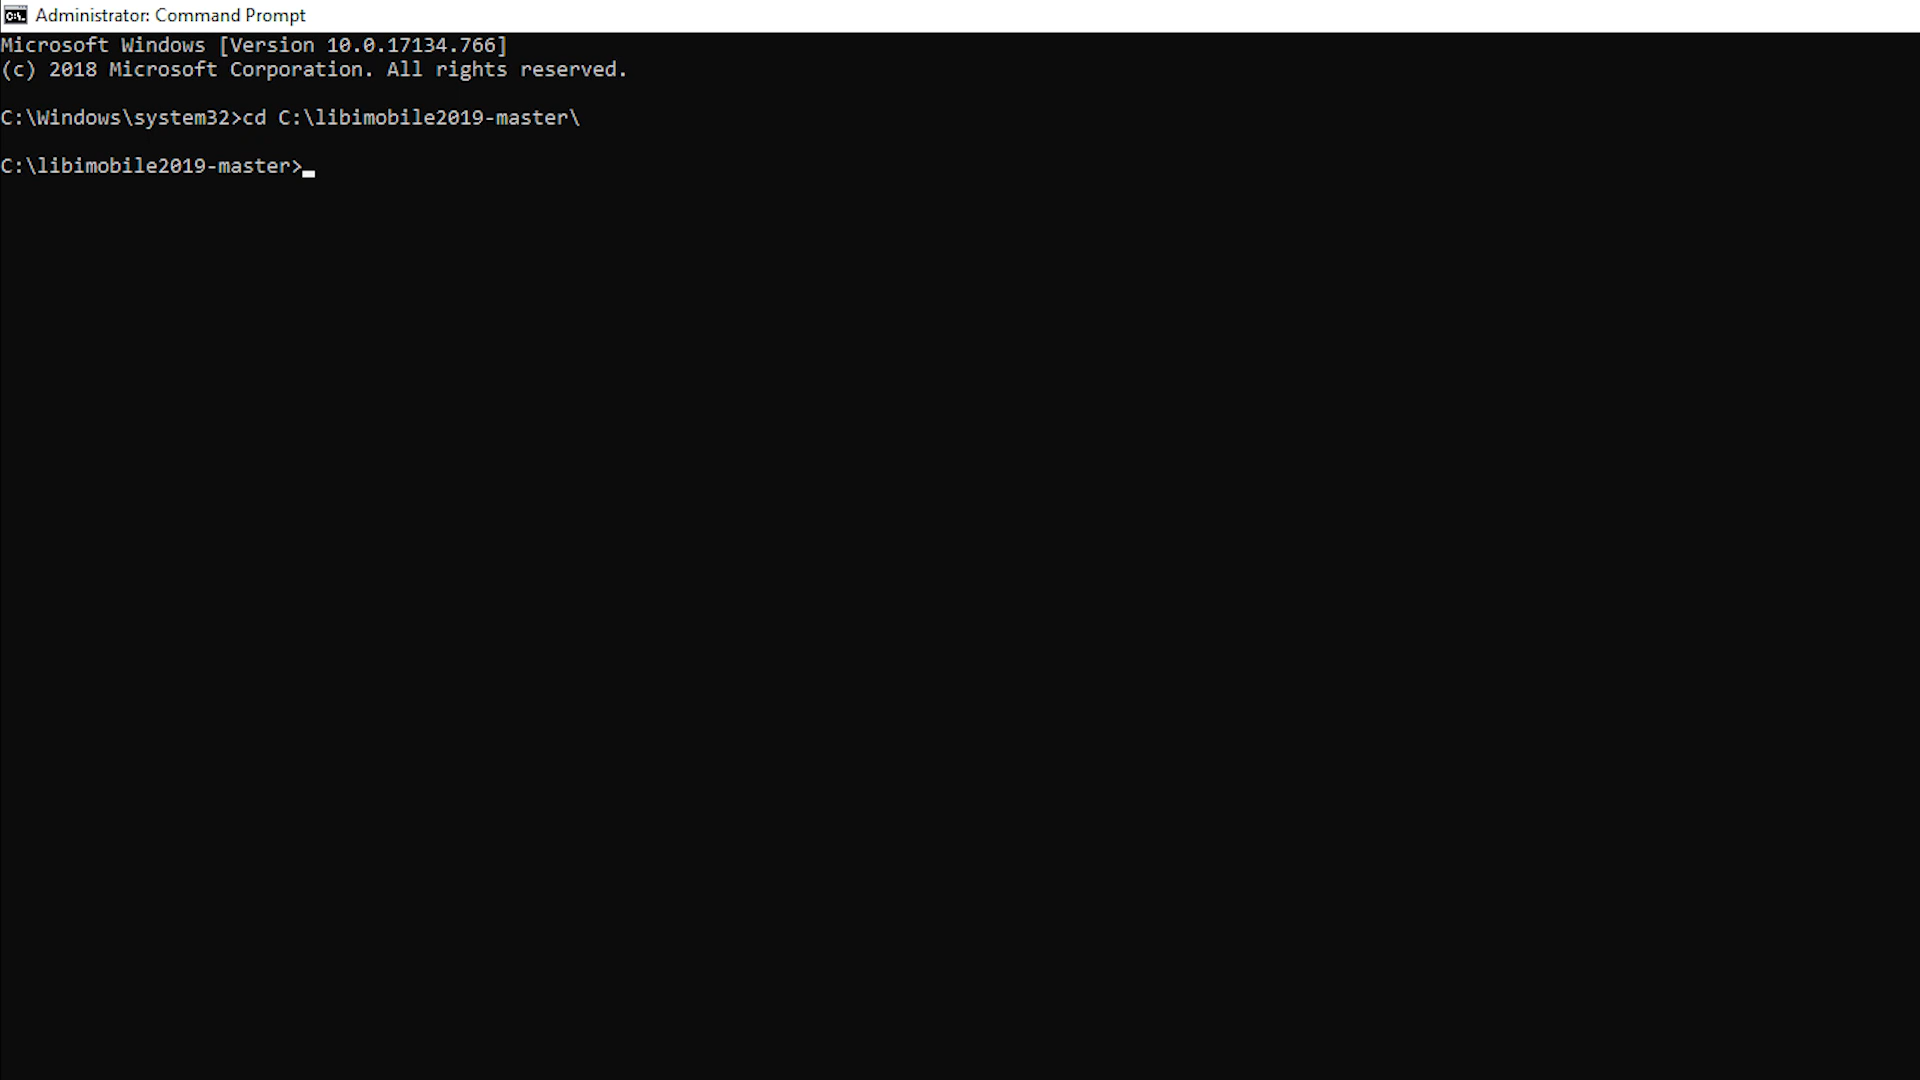 Administrator: Command Prompt
Microsoft Windows [Version 10.0.17134.766]
(c) 2018 Microsoft Corporation. All rights reserved.
C:\Windows\system32>cd C:\libimobile2019-master\
C:\libimobile2019-master>